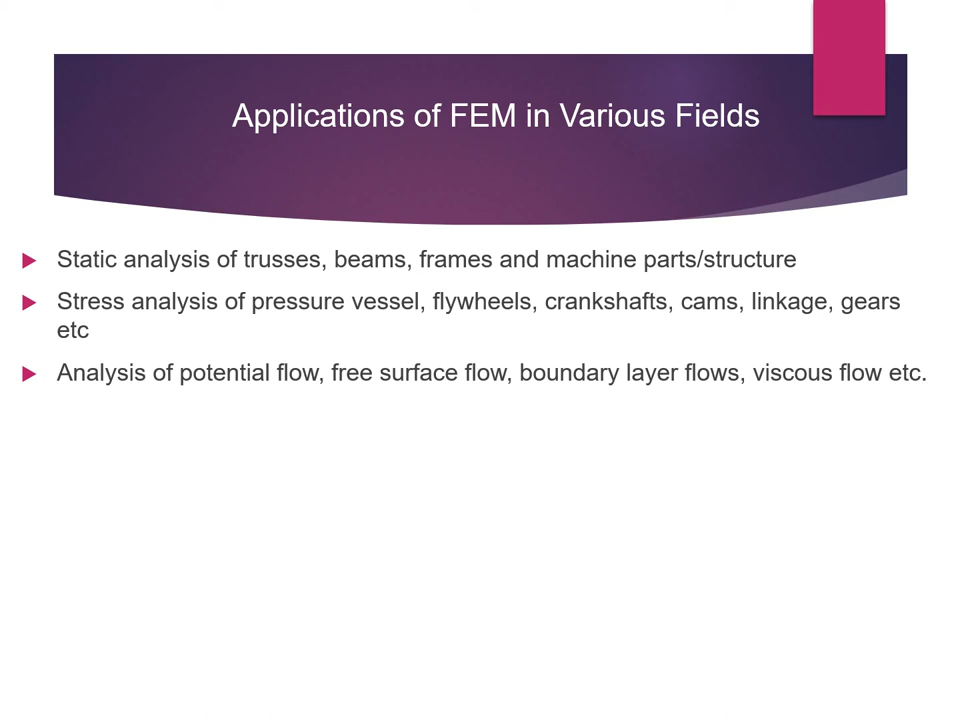 Applications of FEM in Various Fields
Static analysis of trusses, beams, frames and machine parts/structure
Stress analysis of pressure vessel, flywheels, crankshafts, cams, linkage, gears
etc
Analysis of potential flow, free surface flow, boundary layer flows, viscous flow etc.